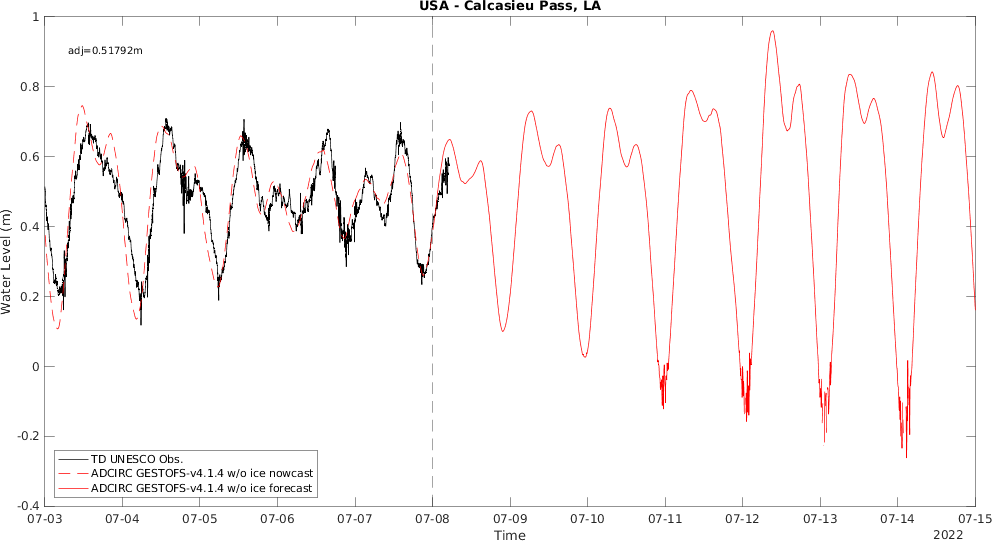 USA - Calcasieu Pass, LA
adj=0.51792m
Water Level (m)
1
0.8
0.6
0.4
0.2
0
-0.2
-0.4
TD UNESCO Obs.
ADCIRC GESTOFS-v4.1.4 w/o ice nowcast
ADCIRC GESTOFS-v4.1.4 w/o ice forecast
07-03 07-04 07-05 07-06 07-07 07-08 07-09 07-10 07-11 07-12 07-13 07-14 07-15
Time
2022